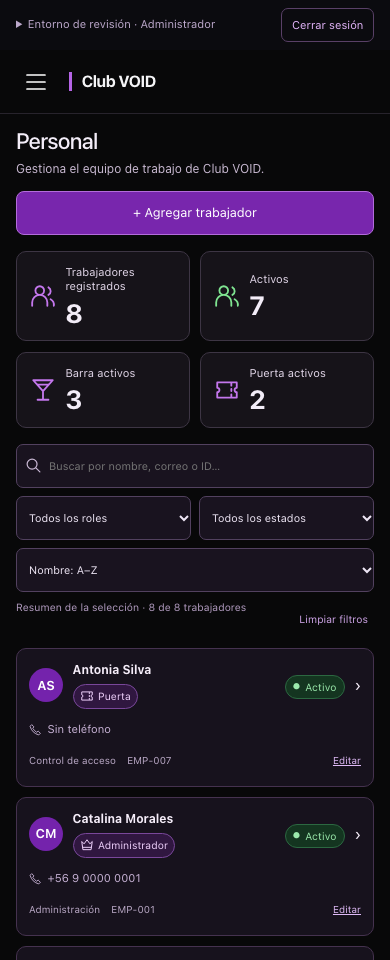 ▶ Entorno de revisión · Administrador
Cerrar sesión
Club VOID
Personal
Gestiona el equipo de trabajo de Club VOID.
+ Agregar trabajador
Trabajadores
registrados
8
Activos
7
Barra activos
3
Puerta activos
2
Buscar por nombre, correo o ID...
Todos los roles
Todos los estados
Nombre: A–Z
Resumen de la selección · 8 de 8 trabajadores
Limpiar filtros
AS
Antonia Silva
Puerta
Activo
Sin teléfono
Control de acceso EMP-007
Editar
CM
Catalina Morales
Administrador
Activo
+56 9 0000 0001
Administración EMP-001
Editar